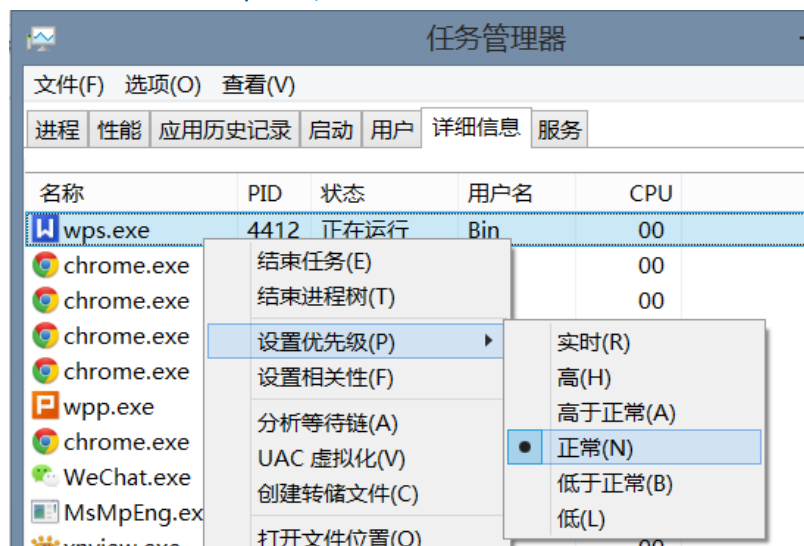 任务管理器
文件(F) 选项(O) 查看(V)
进程 性能 应用历史记录 启动 用户 详细信息 服务
名称 PID 状态 用户名 CPU
wps.exe 4412 正在运行 Bin 00
chrome.exe 结束任务(E) 00
chrome.exe 结束进程树(T) 00
chrome.exe 设置优先级(P) 实时(R)
chrome.exe 设置相关性(F) 高(H)
wpp.exe 分析等待链(A) 高于正常(A)
chrome.exe UAC 虚拟化(V) 正常(N)
WeChat.exe 创建转储文件(C) 低于正常(B)
MsMpEng.ex 低(L)
xnview.exe 打开文件位置(O) 00